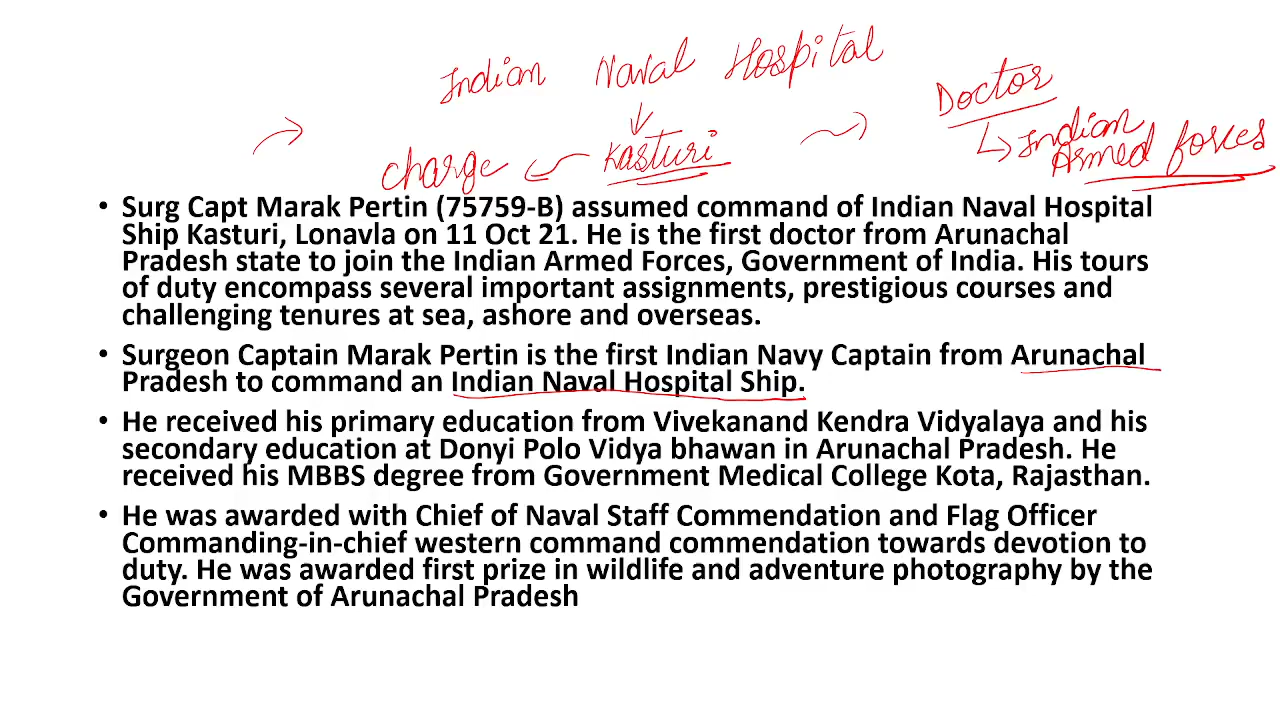 Indian Naval Hospital
Doctor
↳ Indian
Armed forces
charge ← Kasturi
• Surg Capt Marak Pertin (75759-B) assumed command of Indian Naval Hospital
Ship Kasturi, Lonavla on 11 Oct 21. He is the first doctor from Arunachal
Pradesh state to join the Indian Armed Forces, Government of India. His tours
of duty encompass several important assignments, prestigious courses and
challenging tenures at sea, ashore and overseas.
• Surgeon Captain Marak Pertin is the first Indian Navy Captain from Arunachal
Pradesh to command an Indian Naval Hospital Ship.
• He received his primary education from Vivekanand Kendra Vidyalaya and his
secondary education at Donyi Polo Vidya bhawan in Arunachal Pradesh. He
received his MBBS degree from Government Medical College Kota, Rajasthan.
• He was awarded with Chief of Naval Staff Commendation and Flag Officer
Commanding-in-chief western command commendation towards devotion to
duty. He was awarded first prize in wildlife and adventure photography by the
Government of Arunachal Pradesh